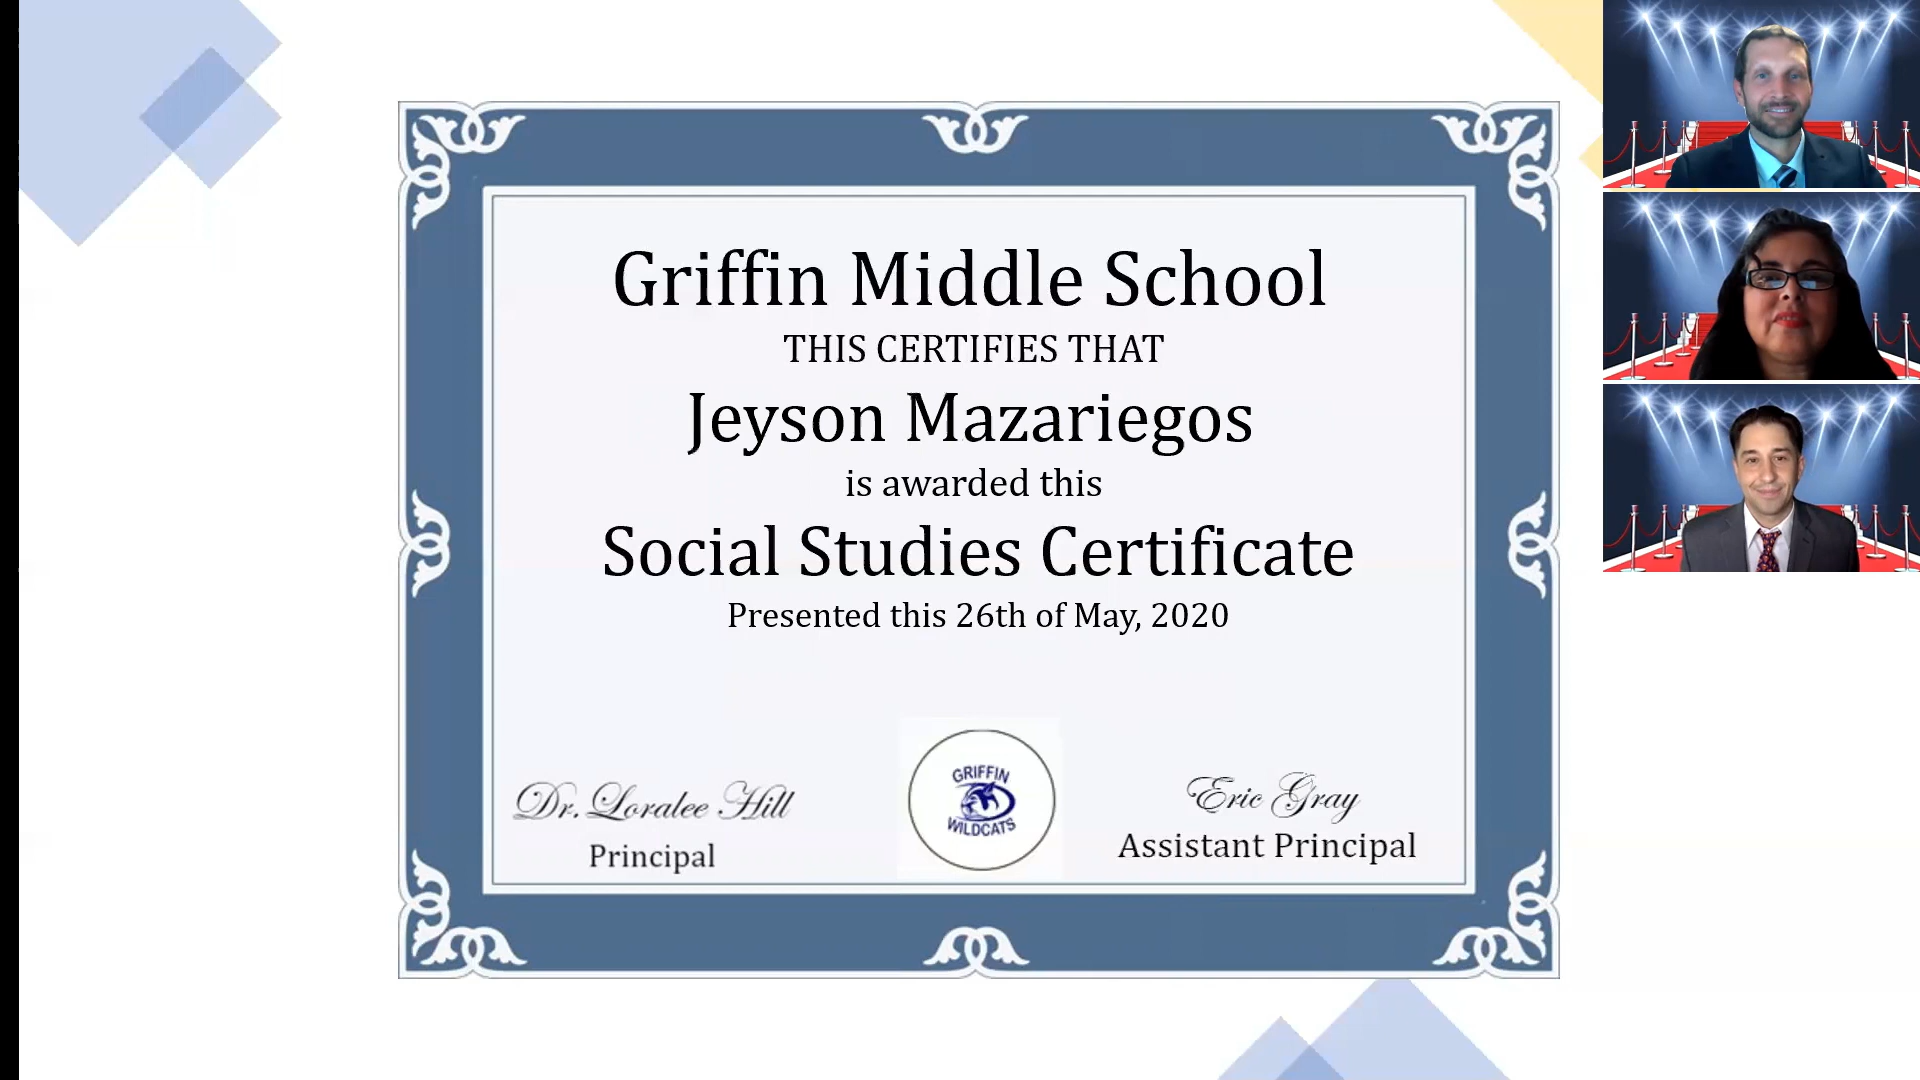 Griffin Middle School
THIS CERTIFIES THAT
Jeyson Mazariegos
is awarded this
Social Studies Certificate
Presented this 26th of May, 2020
Dr. Loralee Hill
Principal
GRIFFIN
WILDCATS
Eric Gray
Assistant Principal